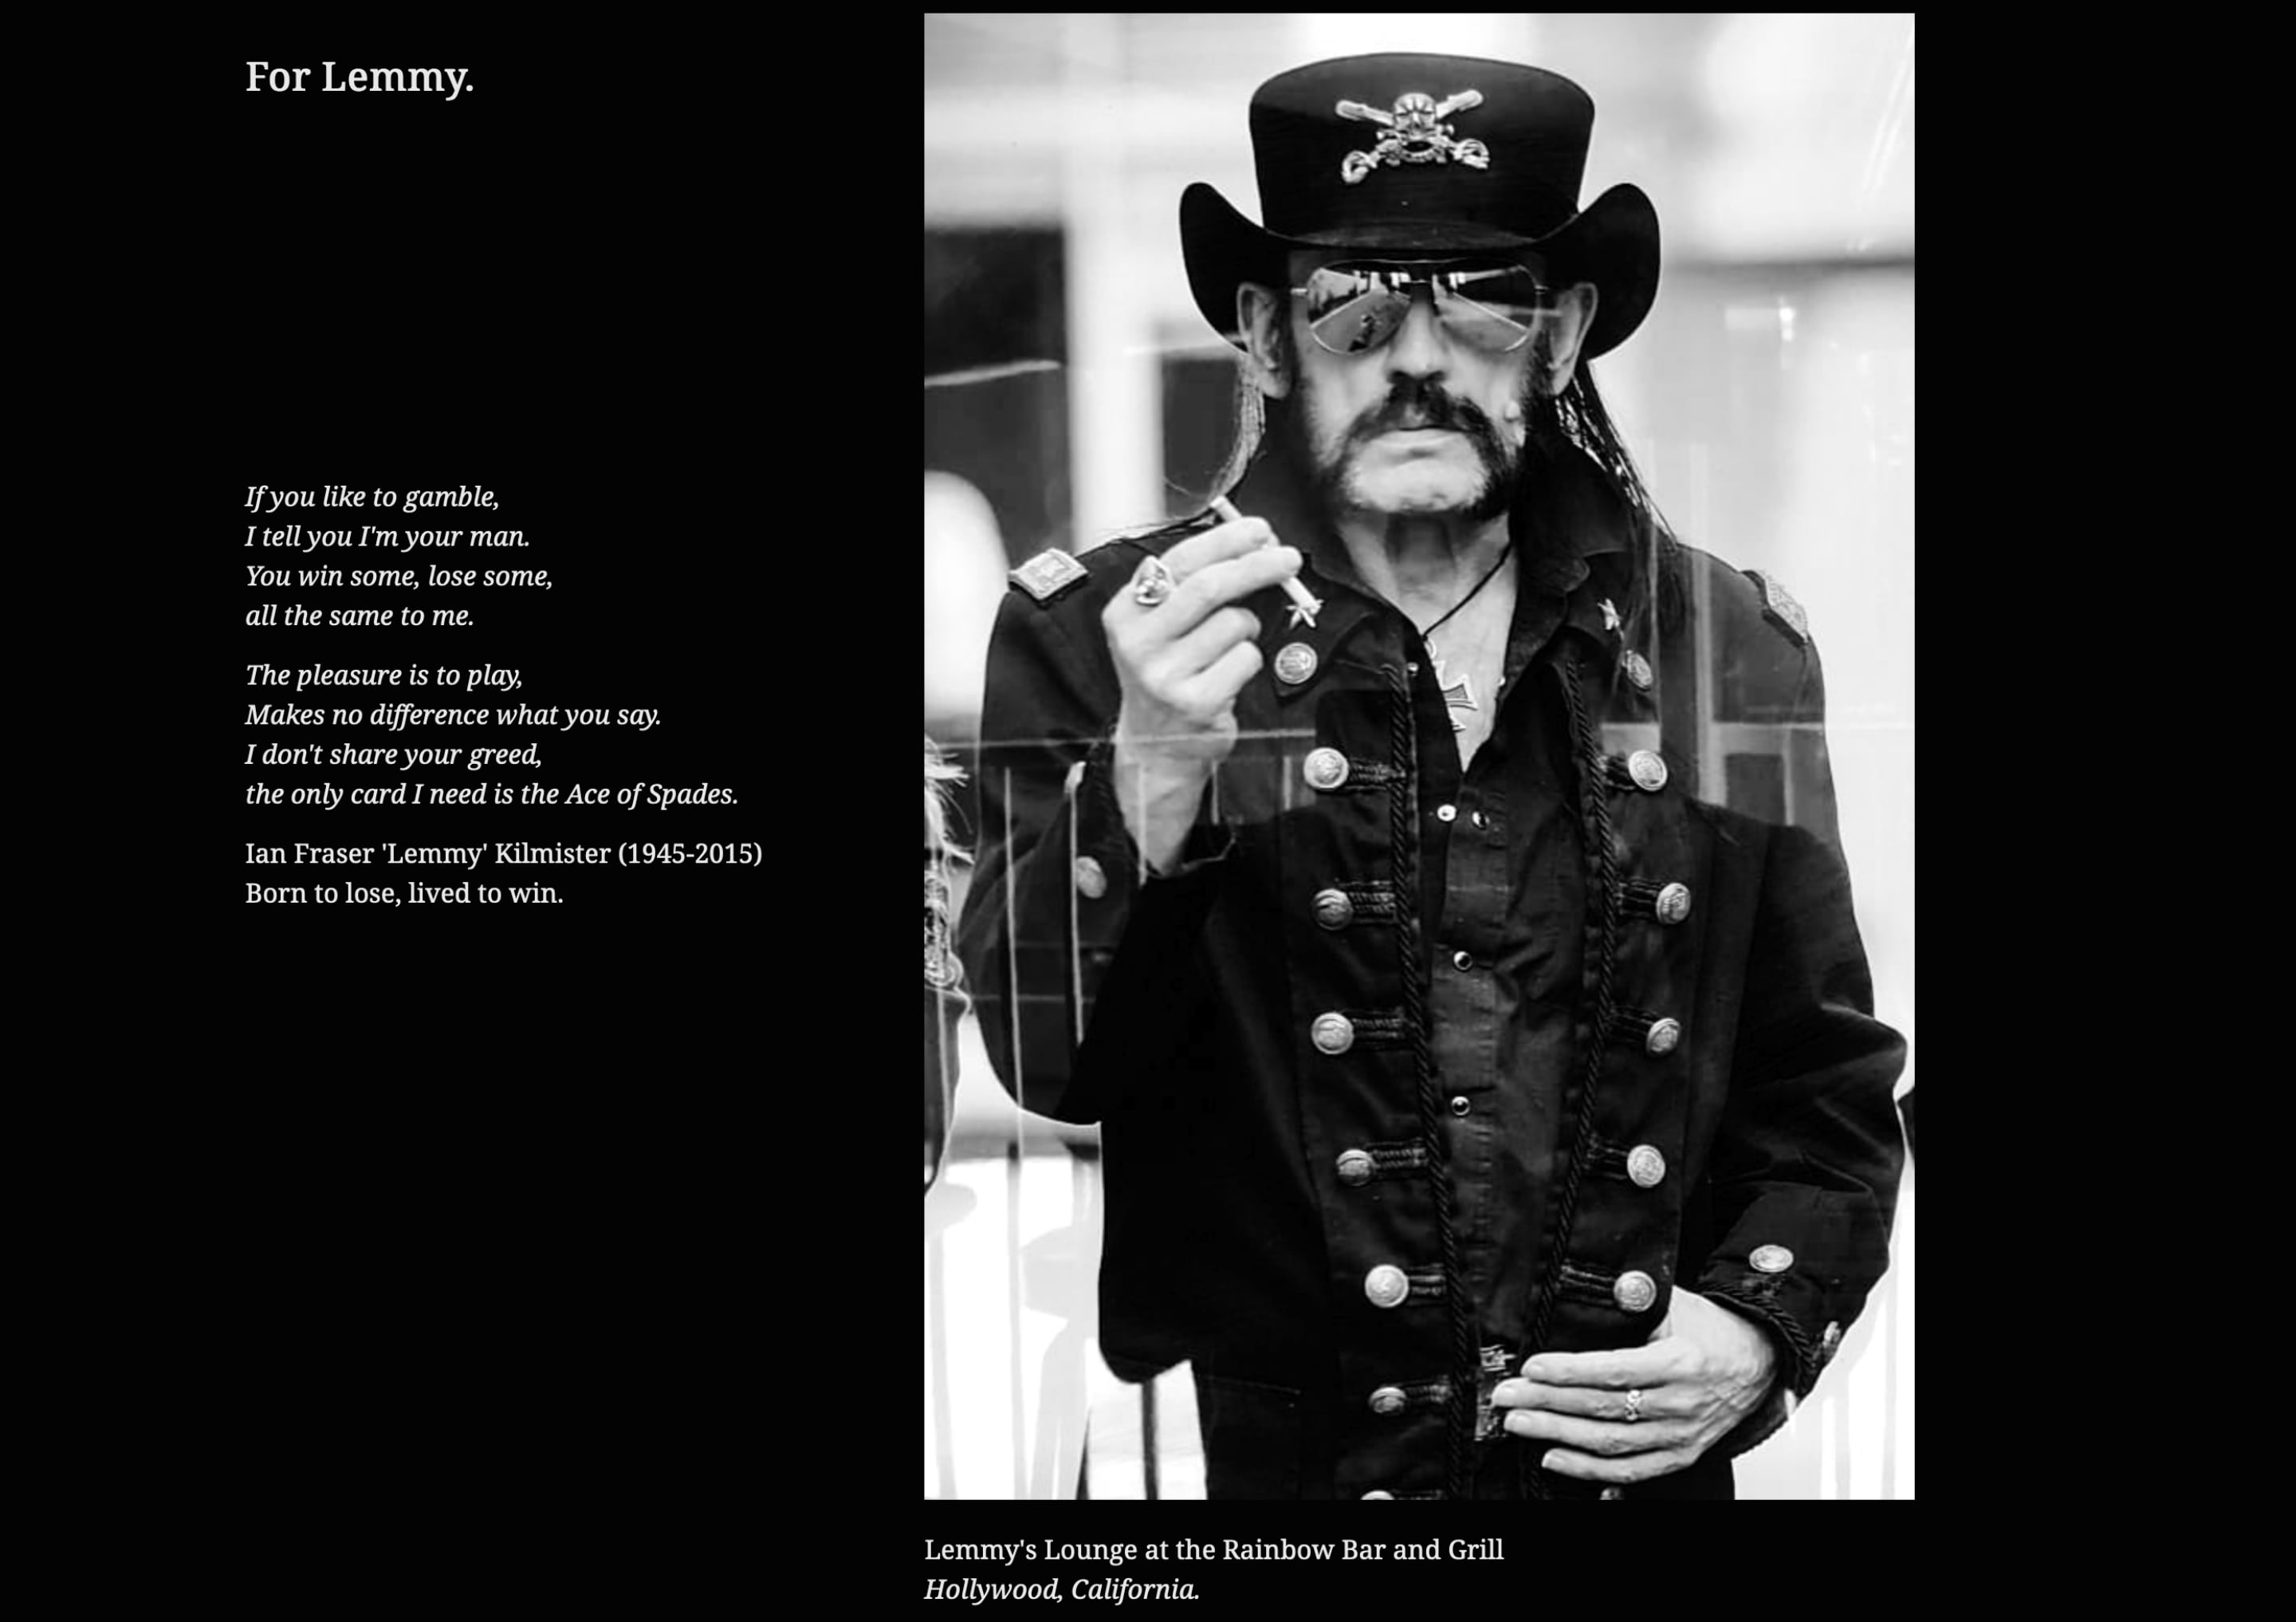 For Lemmy.
If you like to gamble,
I tell you I'm your man.
You win some, lose some,
all the same to me.
The pleasure is to play,
Makes no difference what you say.
I don't share your greed,
the only card I need is the Ace of Spades.
Ian Fraser 'Lemmy' Kilmister (1945-2015)
Born to lose, lived to win.
Lemmy's Lounge at the Rainbow Bar and Grill
Hollywood, California.